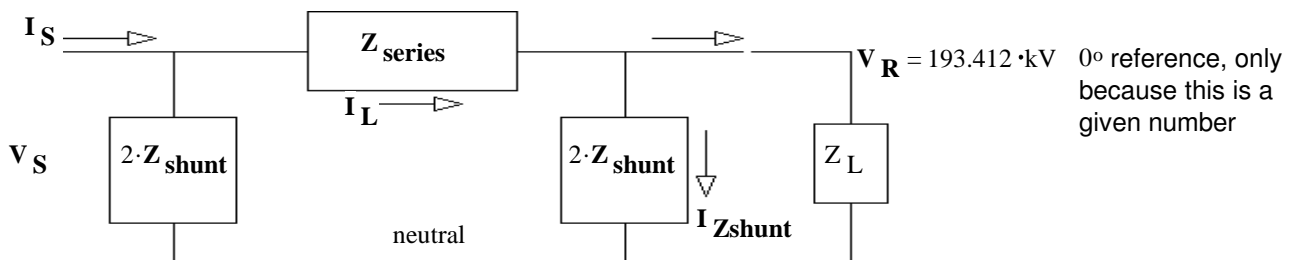 I S
Z series
V R = 193.412 •kV 0o reference, only
because this is a
given number
I L
V S
2·Z shunt
2·Z shunt
Z L
I Zshunt
neutral